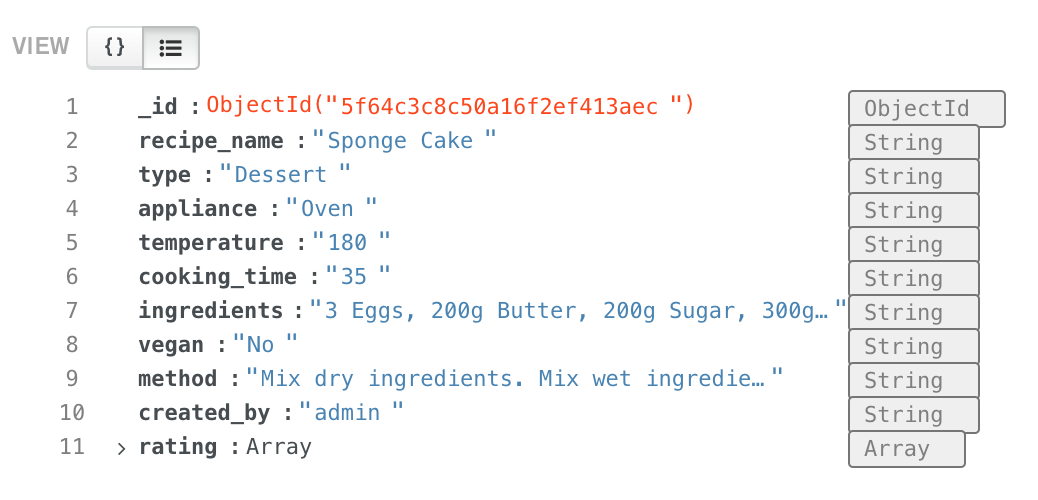 VIEW {}
1 _id : ObjectId("5f64c3c8c50a16f2ef413aec ") ObjectId
2 recipe_name : "Sponge Cake " String
3 type : "Dessert " String
4 appliance : "Oven " String
5 temperature : "180 " String
6 cooking_time : "35 " String
7 ingredients : "3 Eggs, 200g Butter, 200g Sugar, 300g… " String
8 vegan : "No " String
9 method : "Mix dry ingredients. Mix wet ingredie… " String
10 created_by : "admin " String
11 > rating : Array Array